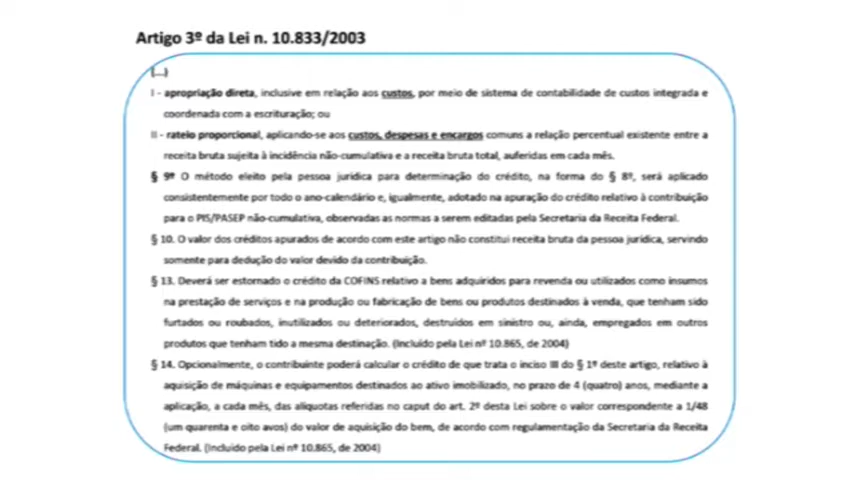 Artigo 3º da Lei n. 10.833/2003
(...)
I - apropriação direta, inclusive em relação aos custos, por meio de sistema de contabilidade de custos integrada e
coordenada com a escrituração; ou
II - rateio proporcional, aplicando-se aos custos, despesas e encargos comuns a relação percentual existente entre a
receita bruta sujeita à incidência não-cumulativa e a receita bruta total, auferidas em cada mês.
§ 9º O método eleito pela pessoa jurídica para determinação do crédito, na forma do § 8º, será aplicado
consistentemente por todo o ano-calendário e, igualmente, adotado na apuração do crédito relativo à contribuição
para o PIS/PASEP não-cumulativa, observadas as normas a serem editadas pela Secretaria da Receita Federal.
§ 10. O valor dos créditos apurados de acordo com este artigo não constitui receita bruta da pessoa jurídica, servindo
somente para dedução do valor devido da contribuição.
§ 13. Deverá ser estornado o crédito da COFINS relativo a bens adquiridos para revenda ou utilizados como insumos
na prestação de serviços e na produção ou fabricação de bens ou produtos destinados à venda, que tenham sido
furtados ou roubados, inutilizados ou deteriorados, destruídos em sinistro ou, ainda, empregados em outros
produtos que tenham tido a mesma destinação. (Incluído pela Lei nº 10.865, de 2004)
§ 14. Opcionalmente, o contribuinte poderá calcular o crédito de que trata o inciso III do § 1º deste artigo, relativo à
aquisição de máquinas e equipamentos destinados ao ativo imobilizado, no prazo de 4 (quatro) anos, mediante a
aplicação, a cada mês, das alíquotas referidas no caput do art. 2º desta Lei sobre o valor correspondente a 1/48
(um quarenta e oito avos) do valor de aquisição do bem, de acordo com regulamentação da Secretaria da Receita
Federal. (Incluído pela Lei nº 10.865, de 2004)